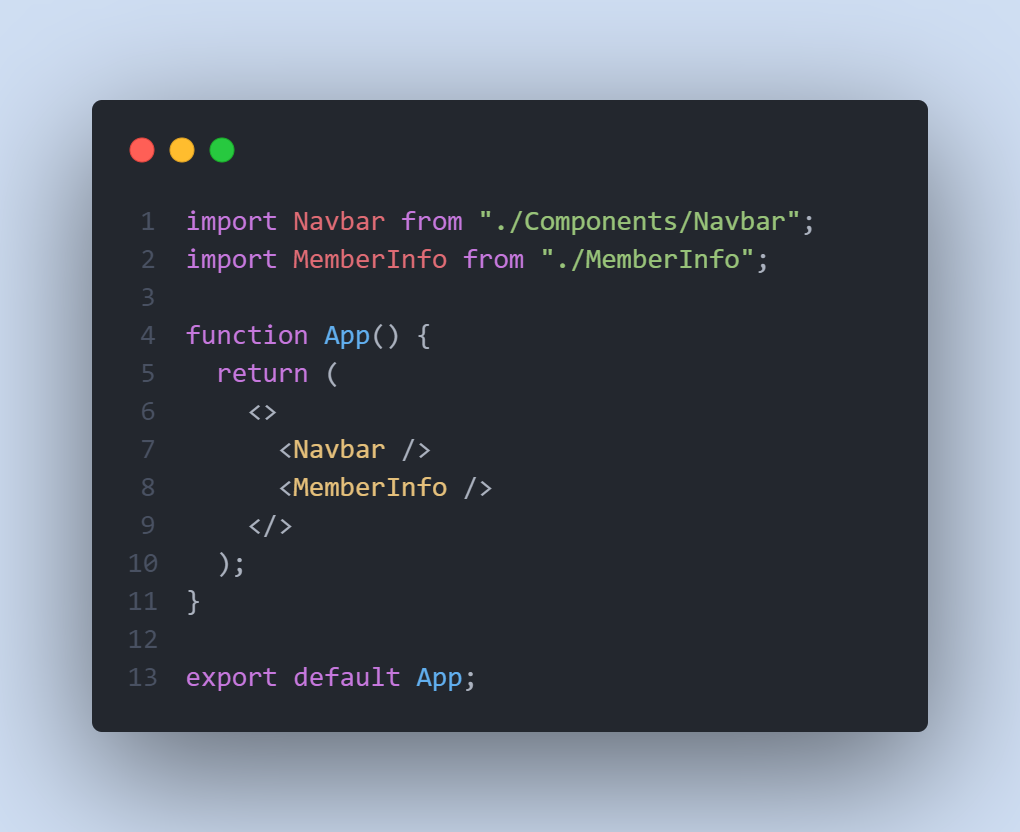 1 import Navbar from "./Components/Navbar";
2 import MemberInfo from "./MemberInfo";
3
4 function App() {
5   return (
6     <>
7       <Navbar />
8       <MemberInfo />
9     </>
10   );
11 }
12
13 export default App;